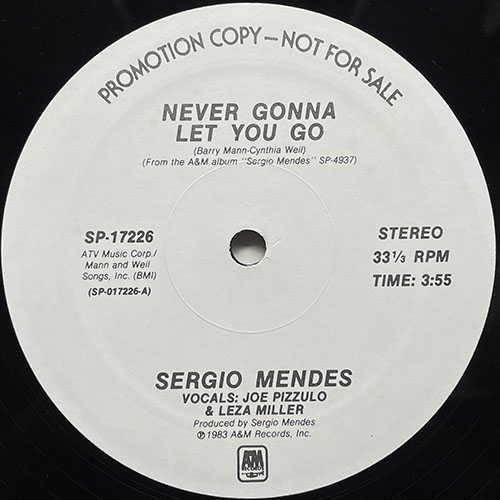 PROMOTION COPY—NOT FOR SALE
NEVER GONNA
LET YOU GO
(Barry Mann-Cynthia Weil)
(From the A&M album "Sergio Mendes" SP-4937)
SP-17226
ATV Music Corp./
Mann and Weil
Songs, Inc. (BMI)
(SP-017226-A)
STEREO
33⅓ RPM
TIME: 3:55
SERGIO MENDES
VOCALS: JOE PIZZULO
& LEZA MILLER
Produced by Sergio Mendes
℗1983 A&M Records, Inc.
A&M
RECORDS